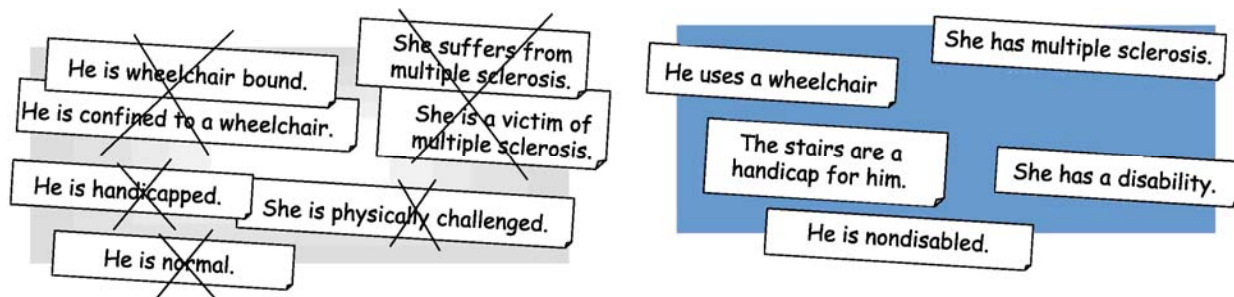 He is wheelchair bound.
He is confined to a wheelchair.
She suffers from
multiple sclerosis.
She is a victim of
multiple sclerosis.
He is handicapped.
She is physically challenged.
He is normal.
She has multiple sclerosis.
He uses a wheelchair
The stairs are a
handicap for him.
She has a disability.
He is nondisabled.